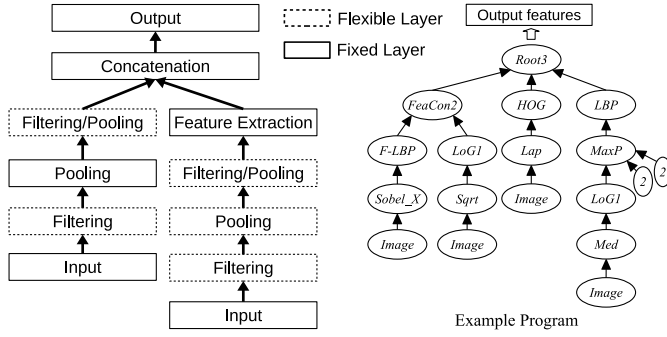 Output
Concatenation
Filtering/Pooling
Pooling
Filtering
Input
Feature Extraction
Filtering/Pooling
Pooling
Filtering
Input
Flexible Layer
Fixed Layer
Output features
Root3
FeaCon2
HOG
LBP
F-LBP
LoG1
Lap
MaxP
2
2
Sobel_X
Sqrt
Image
LoG1
Image
Image
Med
Image
Example Program